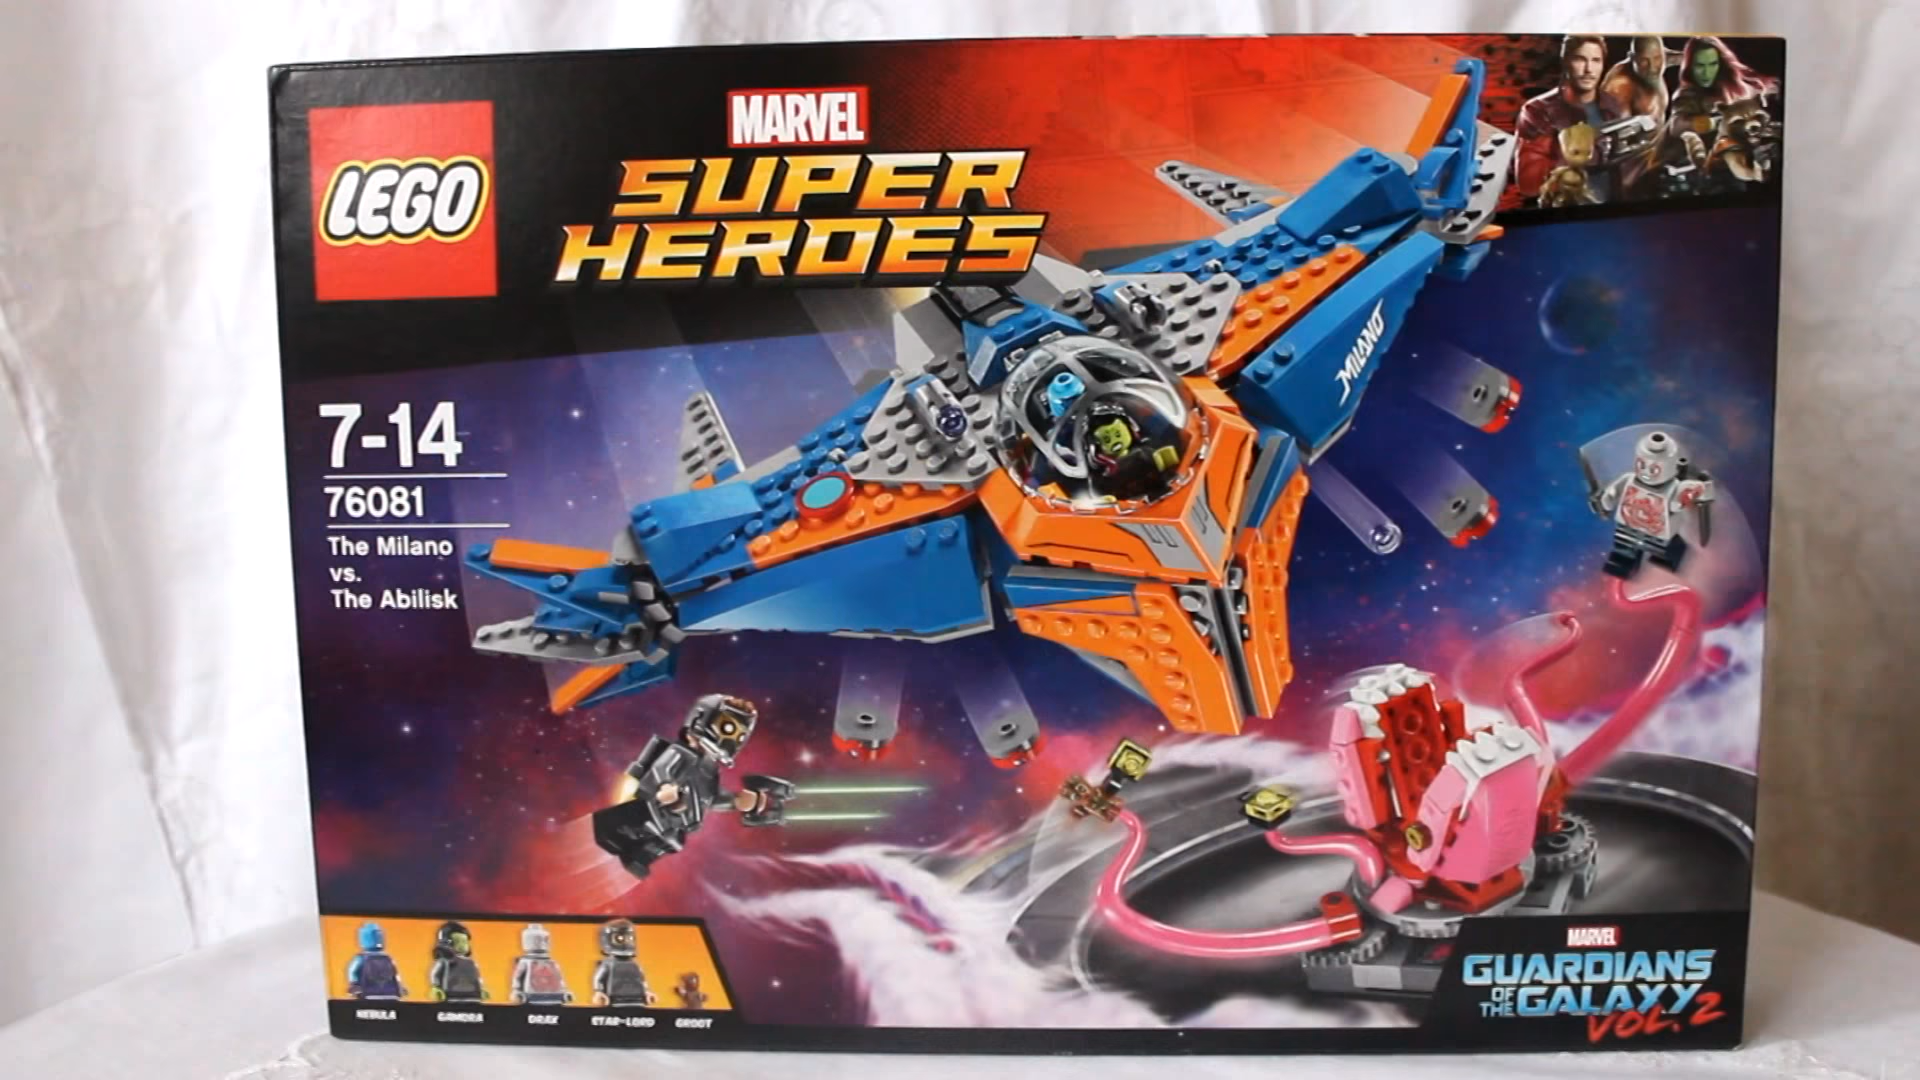 LEGO
MARVEL
SUPER
HEROES
7-14
76081
The Milano
vs.
The Abilisk
MILANO
NEBULA
GAMORA
DRAX
STAR-LORD
GROOT
MARVEL
GUARDIANS
OF THE GALAXY
VOL. 2